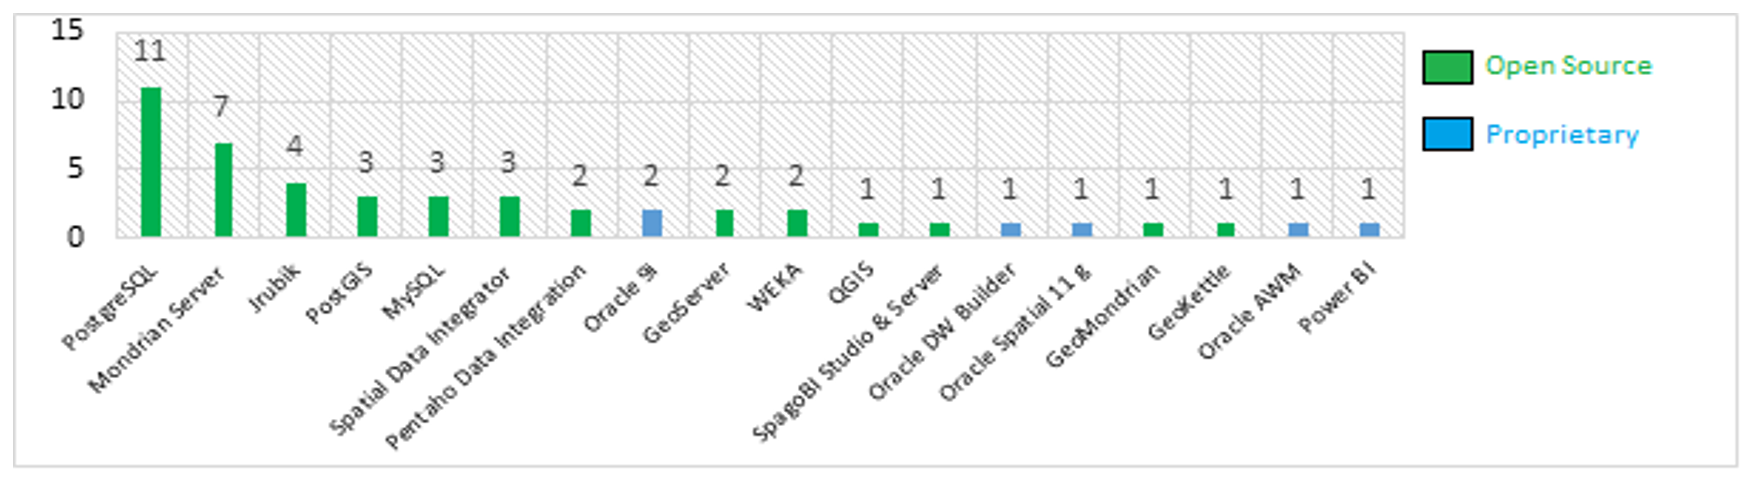 15
10
5
0
11
7
4
3
3
3
2
2
2
2
1
1
1
1
1
1
1
1
PostgreSQL
Mondrian Server
Jrubik
PostGIS
MySQL
Spatial Data Integrator
Pentaho Data Integration
Oracle 9i
GeoServer
WEKA
QGIS
SpagoBI Studio & Server
Oracle DW Builder
Oracle Spatial 11 g
GeoMondrian
GeoKettle
Oracle AWM
Power BI
Open Source
Proprietary